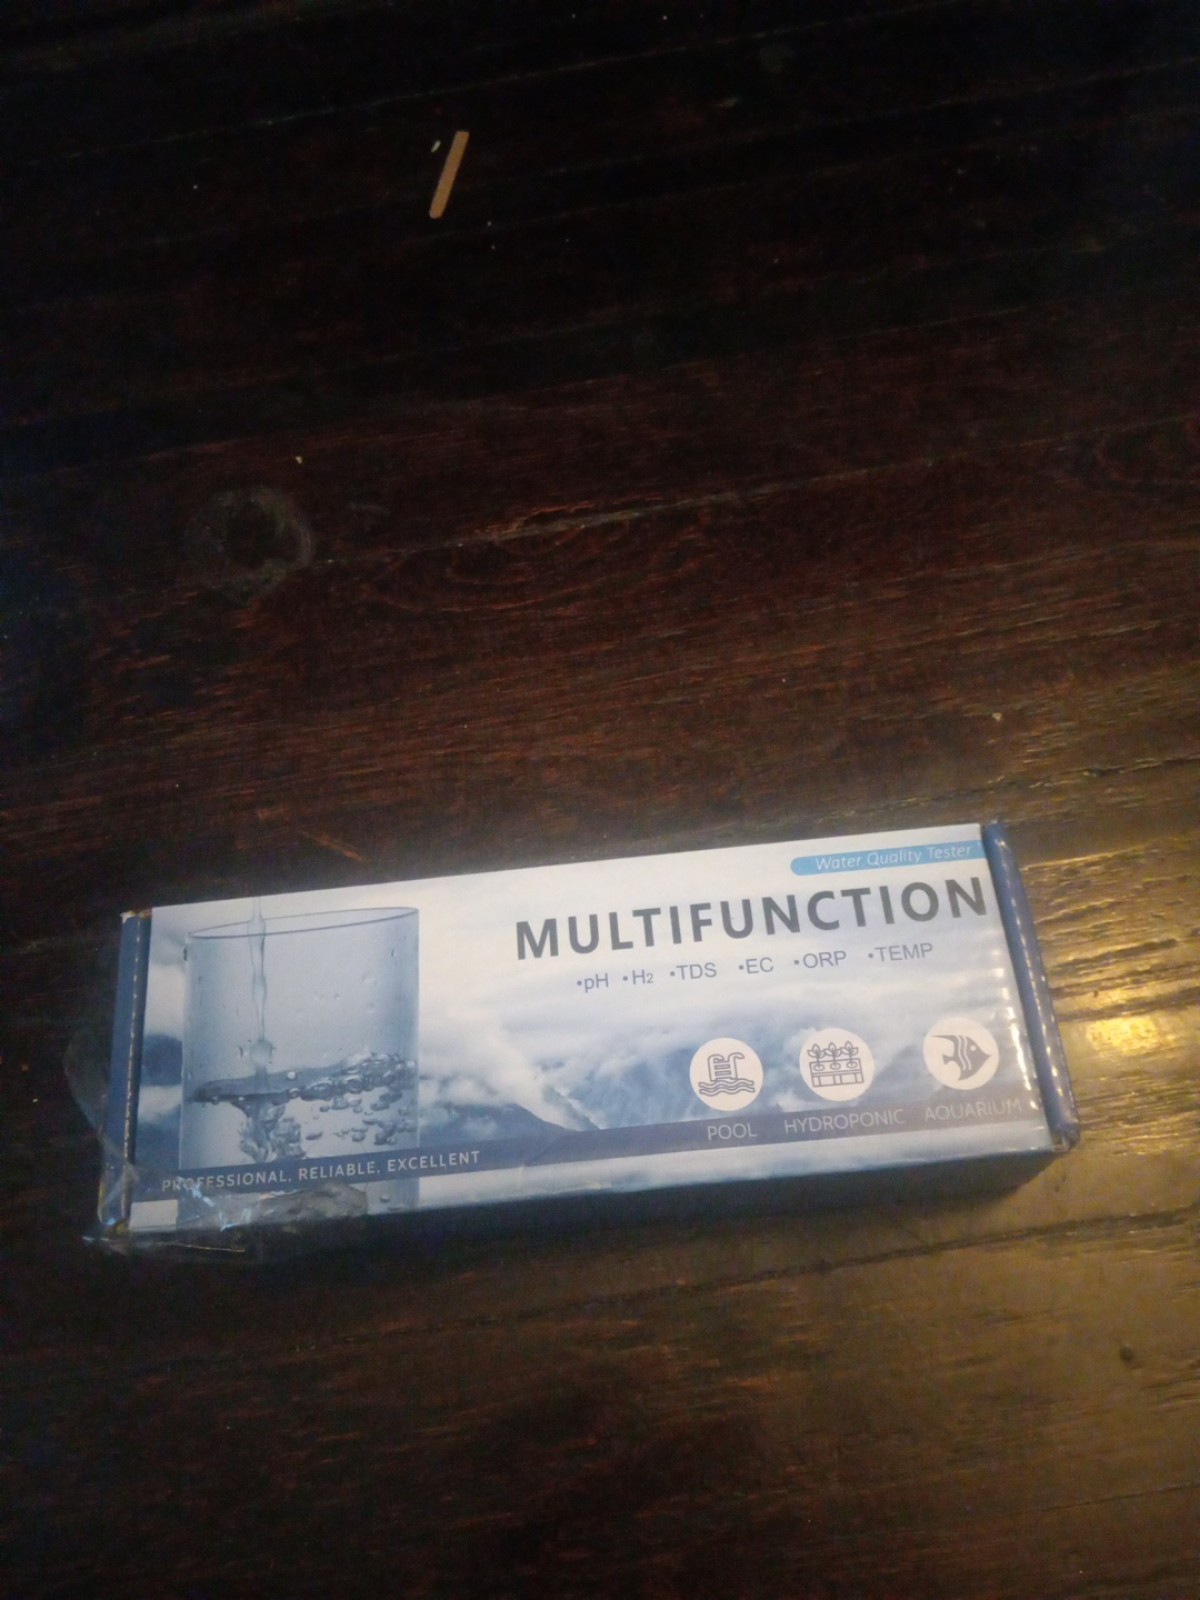 Water Quality Tester
MULTIFUNCTION
•pH •H₂ •TDS •EC •ORP •TEMP
POOL HYDROPONIC AQUARIUM
PROFESSIONAL, RELIABLE, EXCELLENT